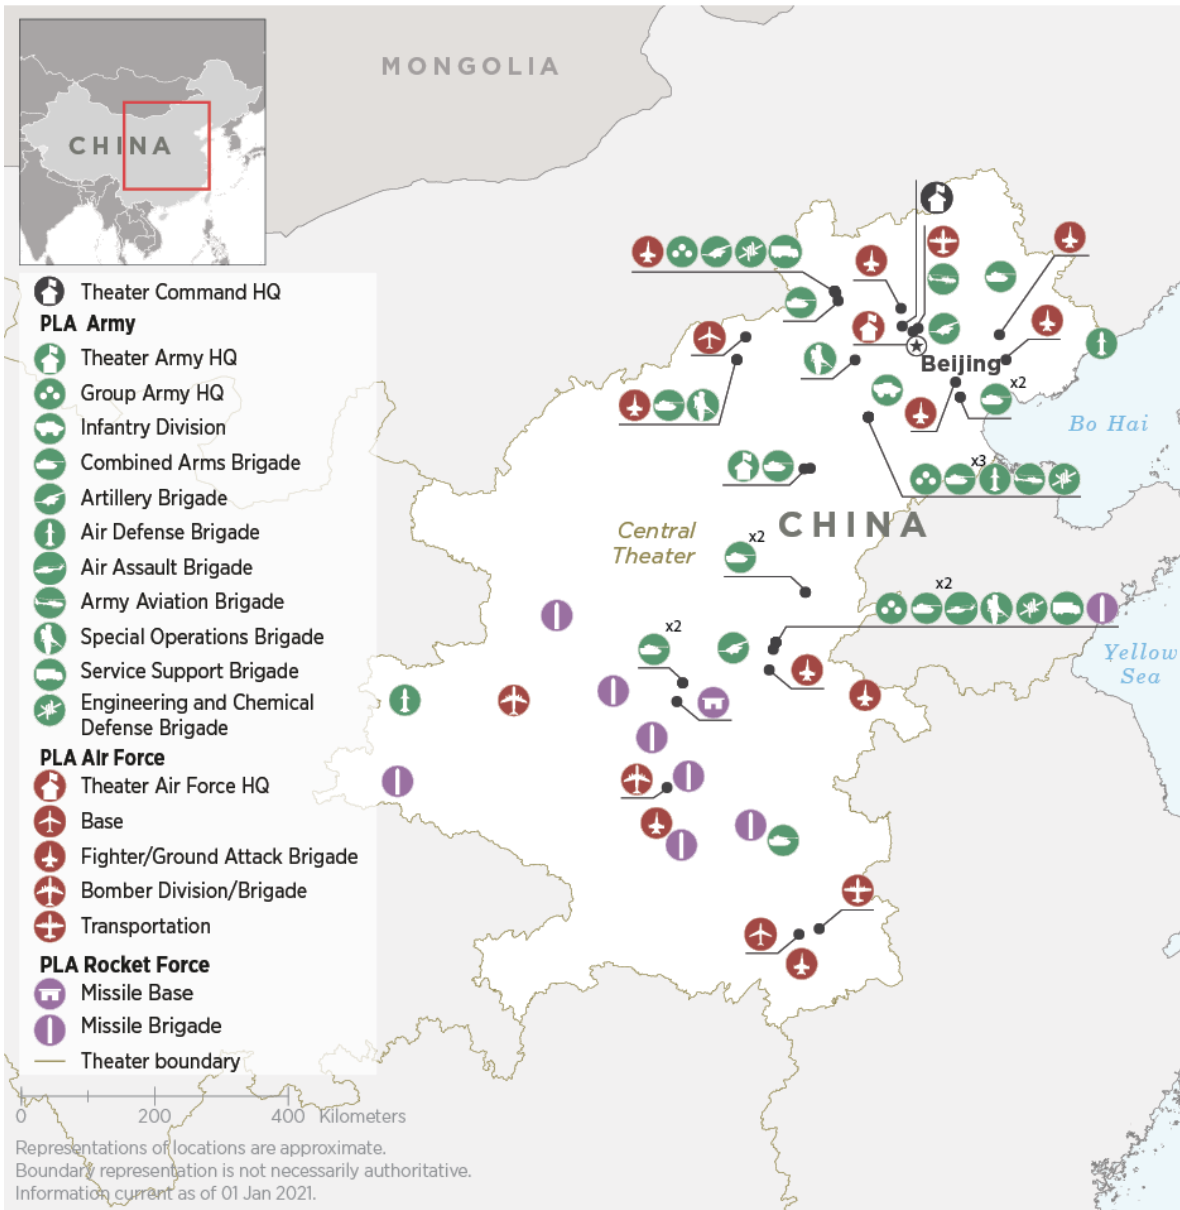 MONGOLIA
CHINA
Theater Command HQ
PLA Army
Theater Army HQ
Group Army HQ
Infantry Division
Combined Arms Brigade
Artillery Brigade
Air Defense Brigade
Air Assault Brigade
Army Aviation Brigade
Special Operations Brigade
Service Support Brigade
Engineering and Chemical
Defense Brigade
PLA Air Force
Theater Air Force HQ
Base
Fighter/Ground Attack Brigade
Bomber Division/Brigade
Transportation
PLA Rocket Force
Missile Base
Missile Brigade
Theater boundary
Beijing
x2
Bo Hai
x3
CHINA
Central
Theater
x2
x2
x2
Yellow
Sea
0 200 400 Kilometers
Representations of locations are approximate.
Boundary representation is not necessarily authoritative.
Information current as of 01 Jan 2021.